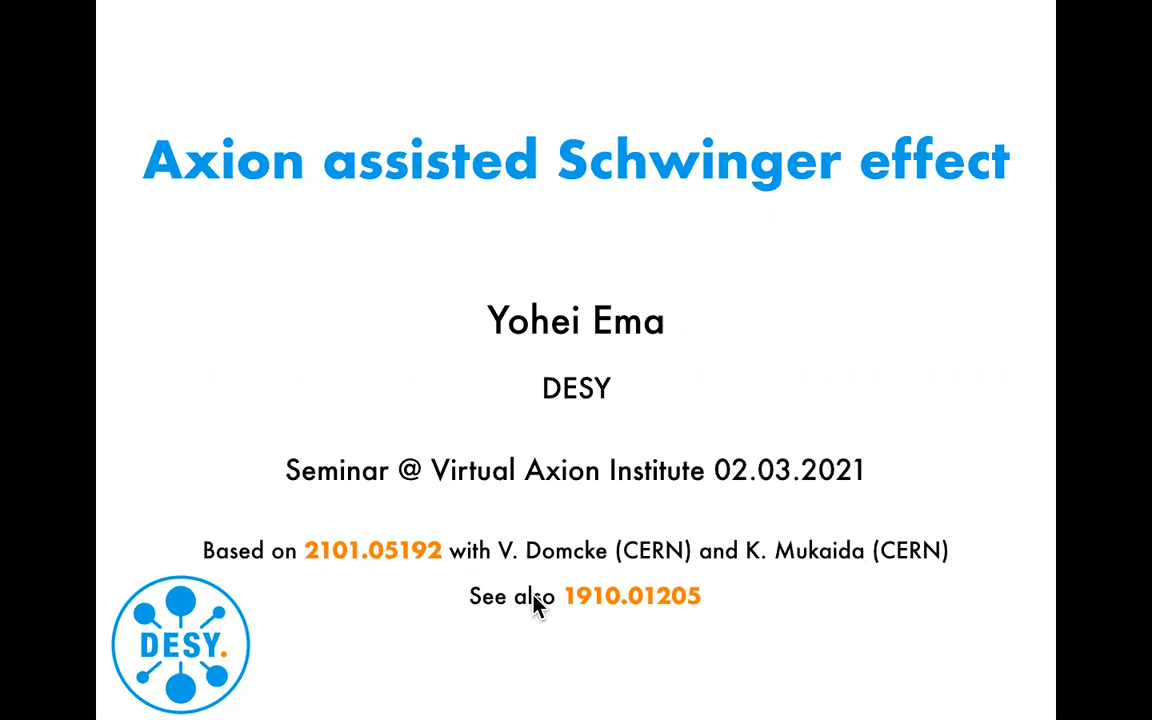 Axion assisted Schwinger effect
Yohei Ema
DESY
Seminar @ Virtual Axion Institute 02.03.2021
Based on 2101.05192 with V. Domcke (CERN) and K. Mukaida (CERN)
See also 1910.01205
DESY.